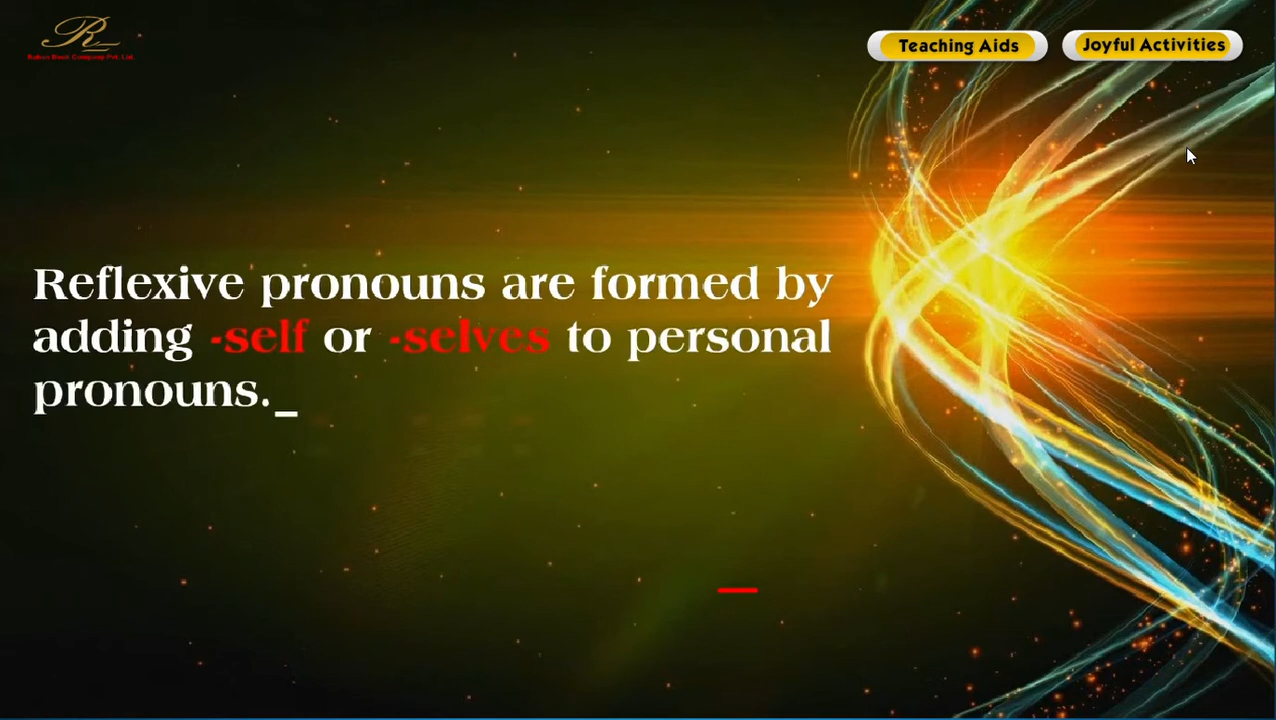 R
Teaching Aids
Joyful Activities
Reflexive pronouns are formed by
adding -self or -selves to personal
pronouns._